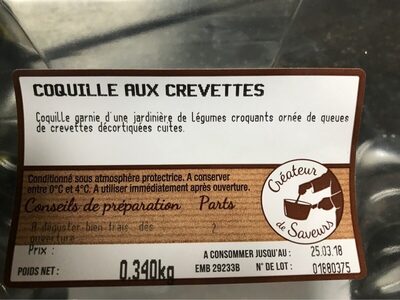 COQUILLE AUX CREVETTES
Coquille garnie d'une jardinière de légumes croquants ornée de queues
de crevettes décortiquées cuites.
Conditionné sous atmosphère protectrice. A conserver
entre 0°C et 4°C. A utiliser immédiatement après ouverture.
Conseils de préparation Parts
A déguster bien frais, dès 2
ouverture
Prix :
A CONSOMMER JUSQU'AU : 25.03.18
POIDS NET : 0,340kg EMB 29233B N° DE LOT : 01880375
Créateur
de Saveurs